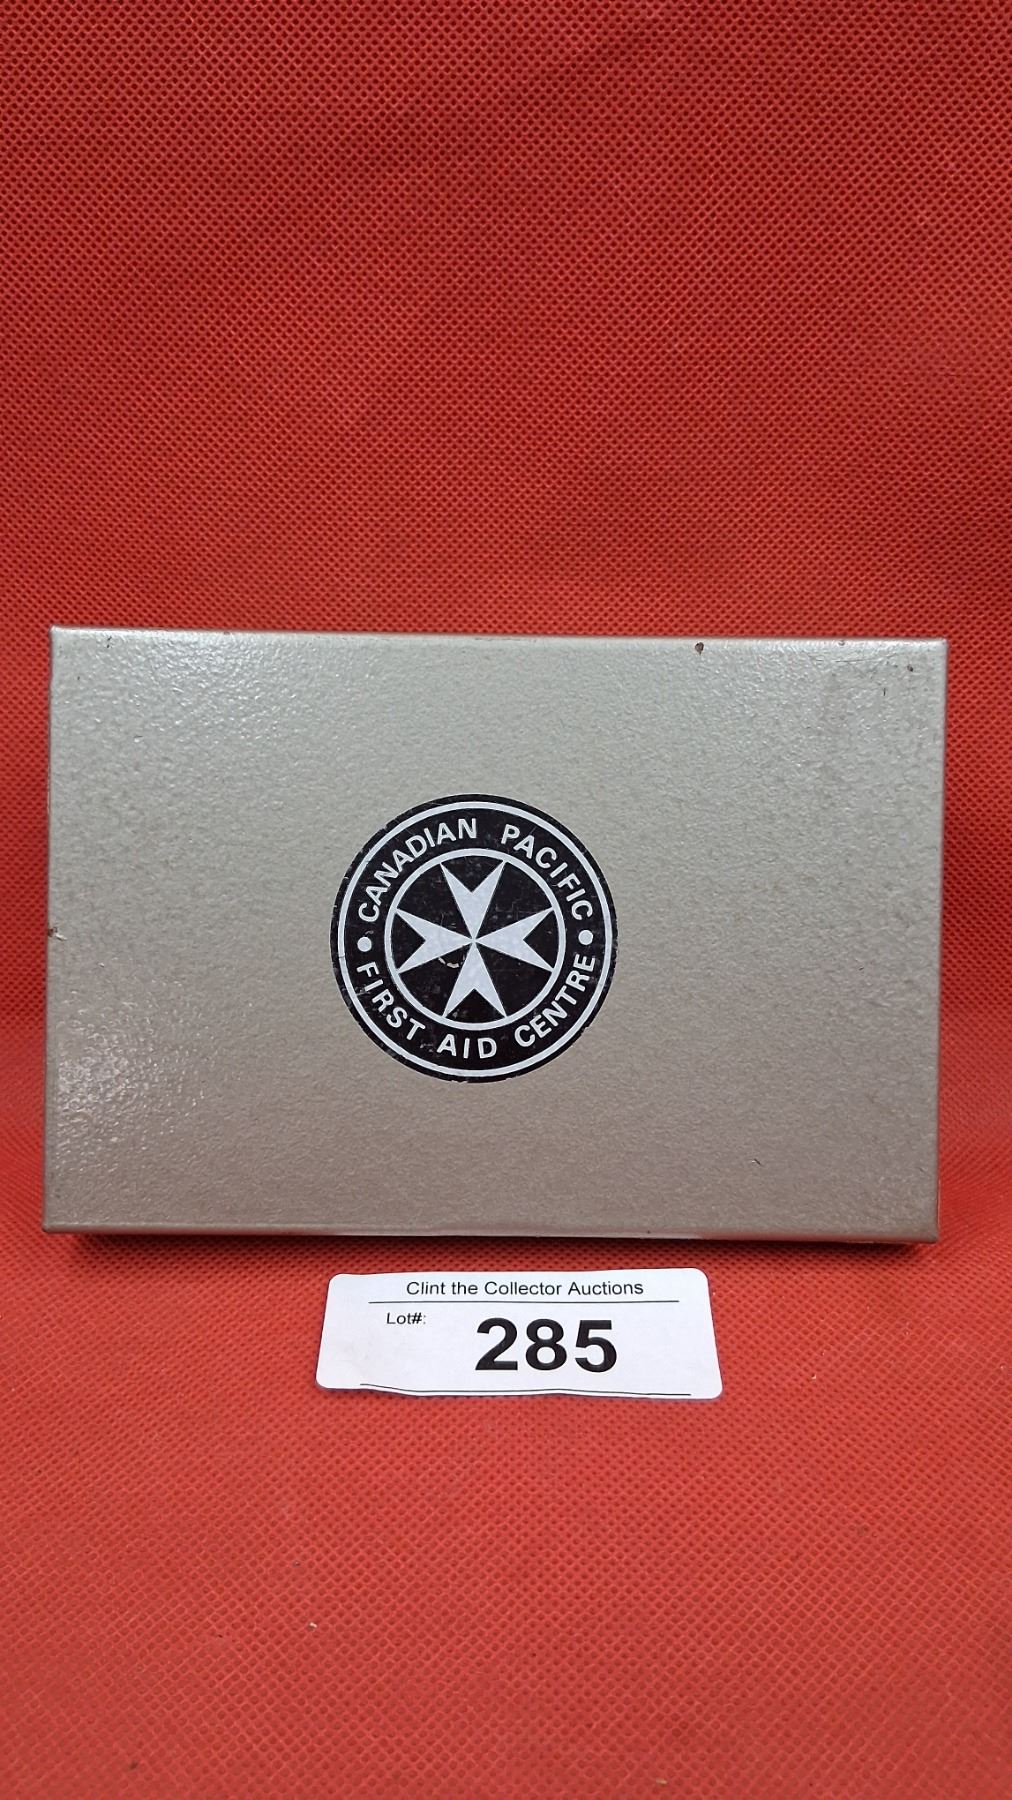 CANADIAN PACIFIC
FIRST AID CENTRE
Clint the Collector Auctions
Lot#:
285